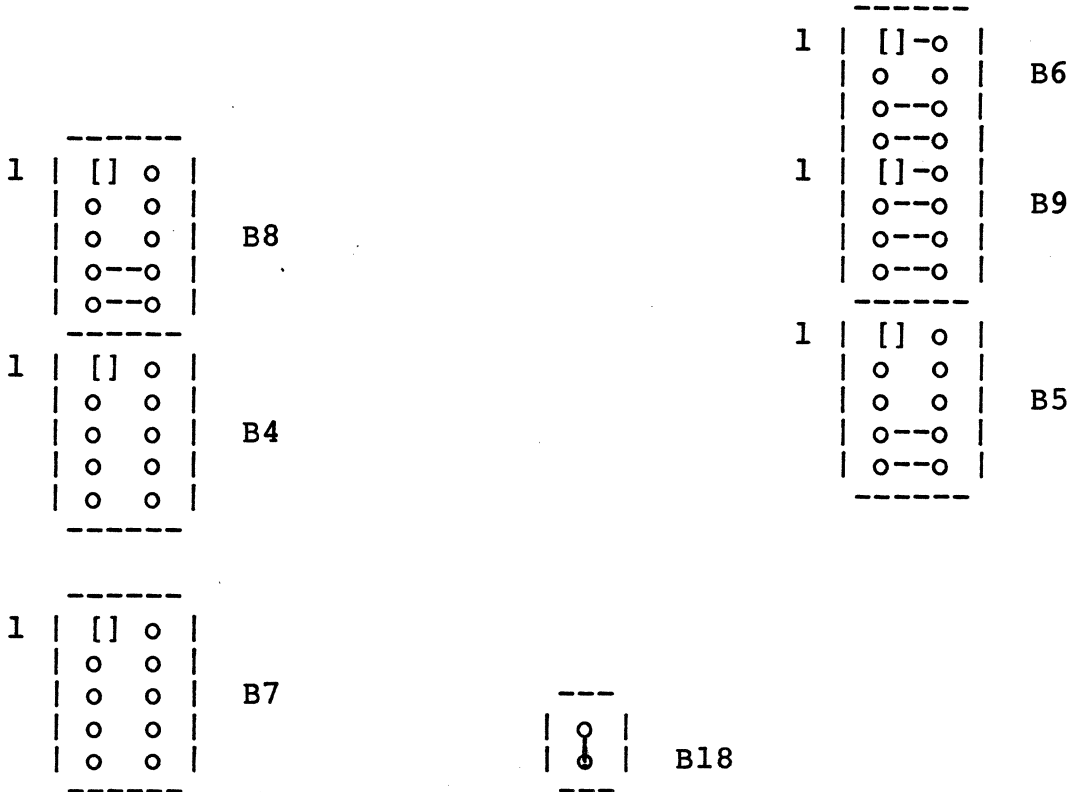 ------
1 | []-o |
| o o | B6
| o--o |
| o--o |
1 | []-o |
| o--o | B9
| o--o |
| o--o |
------
1 | [] o |
| o o |
| o o | B5
| o--o |
| o--o |
------
------
1 | [] o |
| o o |
| o o | B8
| o--o |
| o--o |
------
1 | [] o |
| o o |
| o o | B4
| o o |
| o o |
------
------
1 | [] o |
| o o |
| o o | B7
| o o |
| o o |
------
---
| o |
| o | B18
---